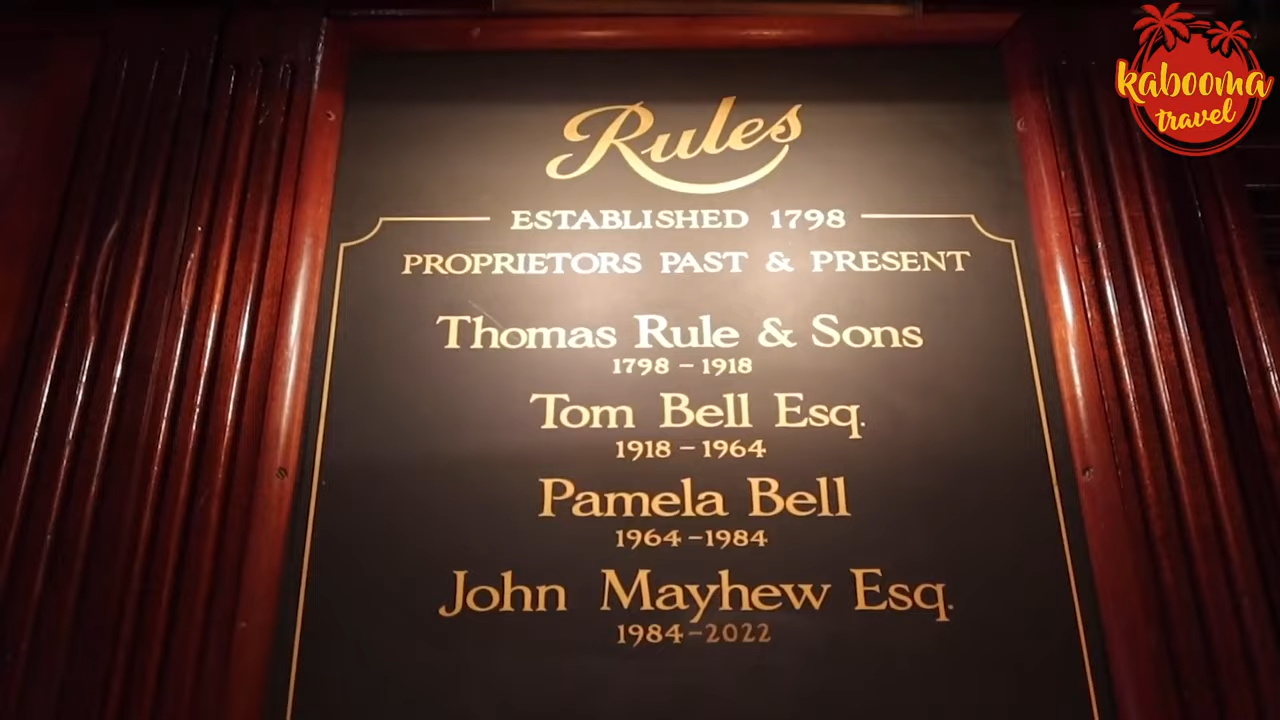 kabooma
travel
Rules
ESTABLISHED 1798
PROPRIETORS PAST & PRESENT
Thomas Rule & Sons
1798 – 1918
Tom Bell Esq.
1918 – 1964
Pamela Bell
1964 – 1984
John Mayhew Esq.
1984 – 2022